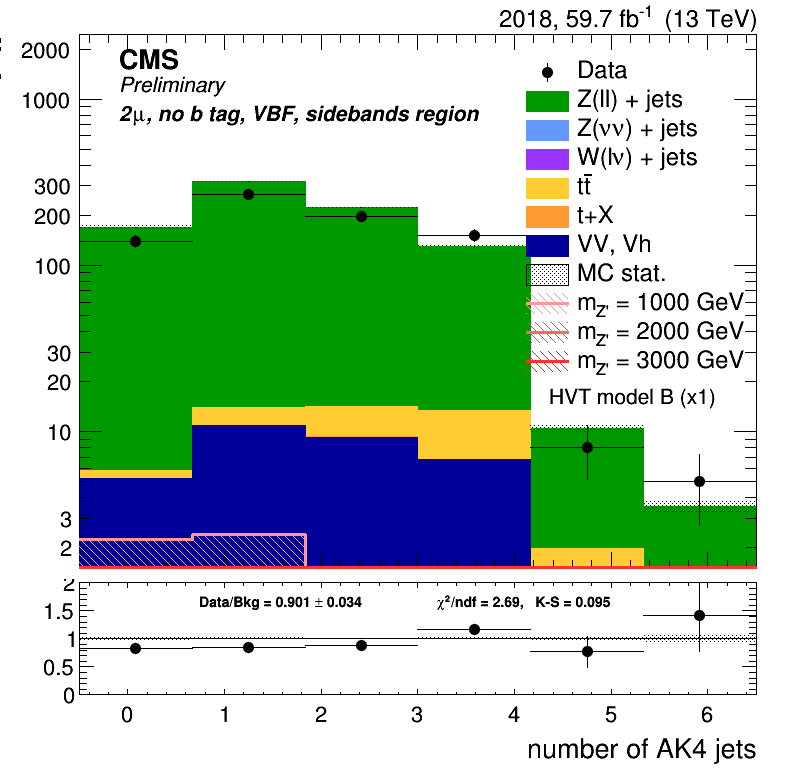 2018, 59.7 fb⁻¹ (13 TeV)
CMS
Preliminary
2μ, no b tag, VBF, sidebands region
Data
Z(ll) + jets
Z(νν) + jets
W(lν) + jets
tt̄
t+X
VV, Vh
MC stat.
m_Z' = 1000 GeV
m_Z' = 2000 GeV
m_Z' = 3000 GeV
HVT model B (x1)
2000
1000
300
200
100
30
20
10
3
2
Data/Bkg = 0.901 ± 0.034 χ²/ndf = 2.69, K-S = 0.095
2
1.5
1
0.5
0
0 1 2 3 4 5 6
number of AK4 jets